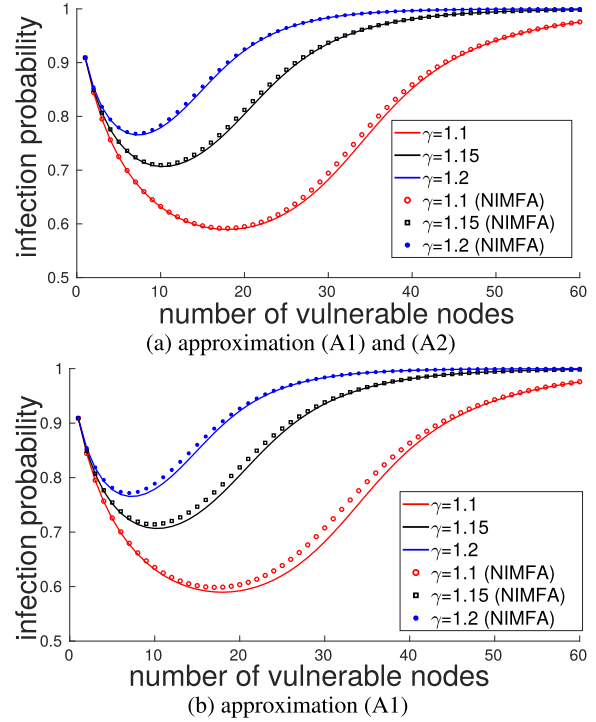 infection probability
1
0.9
0.8
0.7
0.6
0.5
0
10
20
30
40
50
60
γ=1.1
γ=1.15
γ=1.2
γ=1.1 (NIMFA)
γ=1.15 (NIMFA)
γ=1.2 (NIMFA)
number of vulnerable nodes
(a) approximation (A1) and (A2)
infection probability
1
0.9
0.8
0.7
0.6
0.5
0
10
20
30
40
50
60
γ=1.1
γ=1.15
γ=1.2
γ=1.1 (NIMFA)
γ=1.15 (NIMFA)
γ=1.2 (NIMFA)
number of vulnerable nodes
(b) approximation (A1)